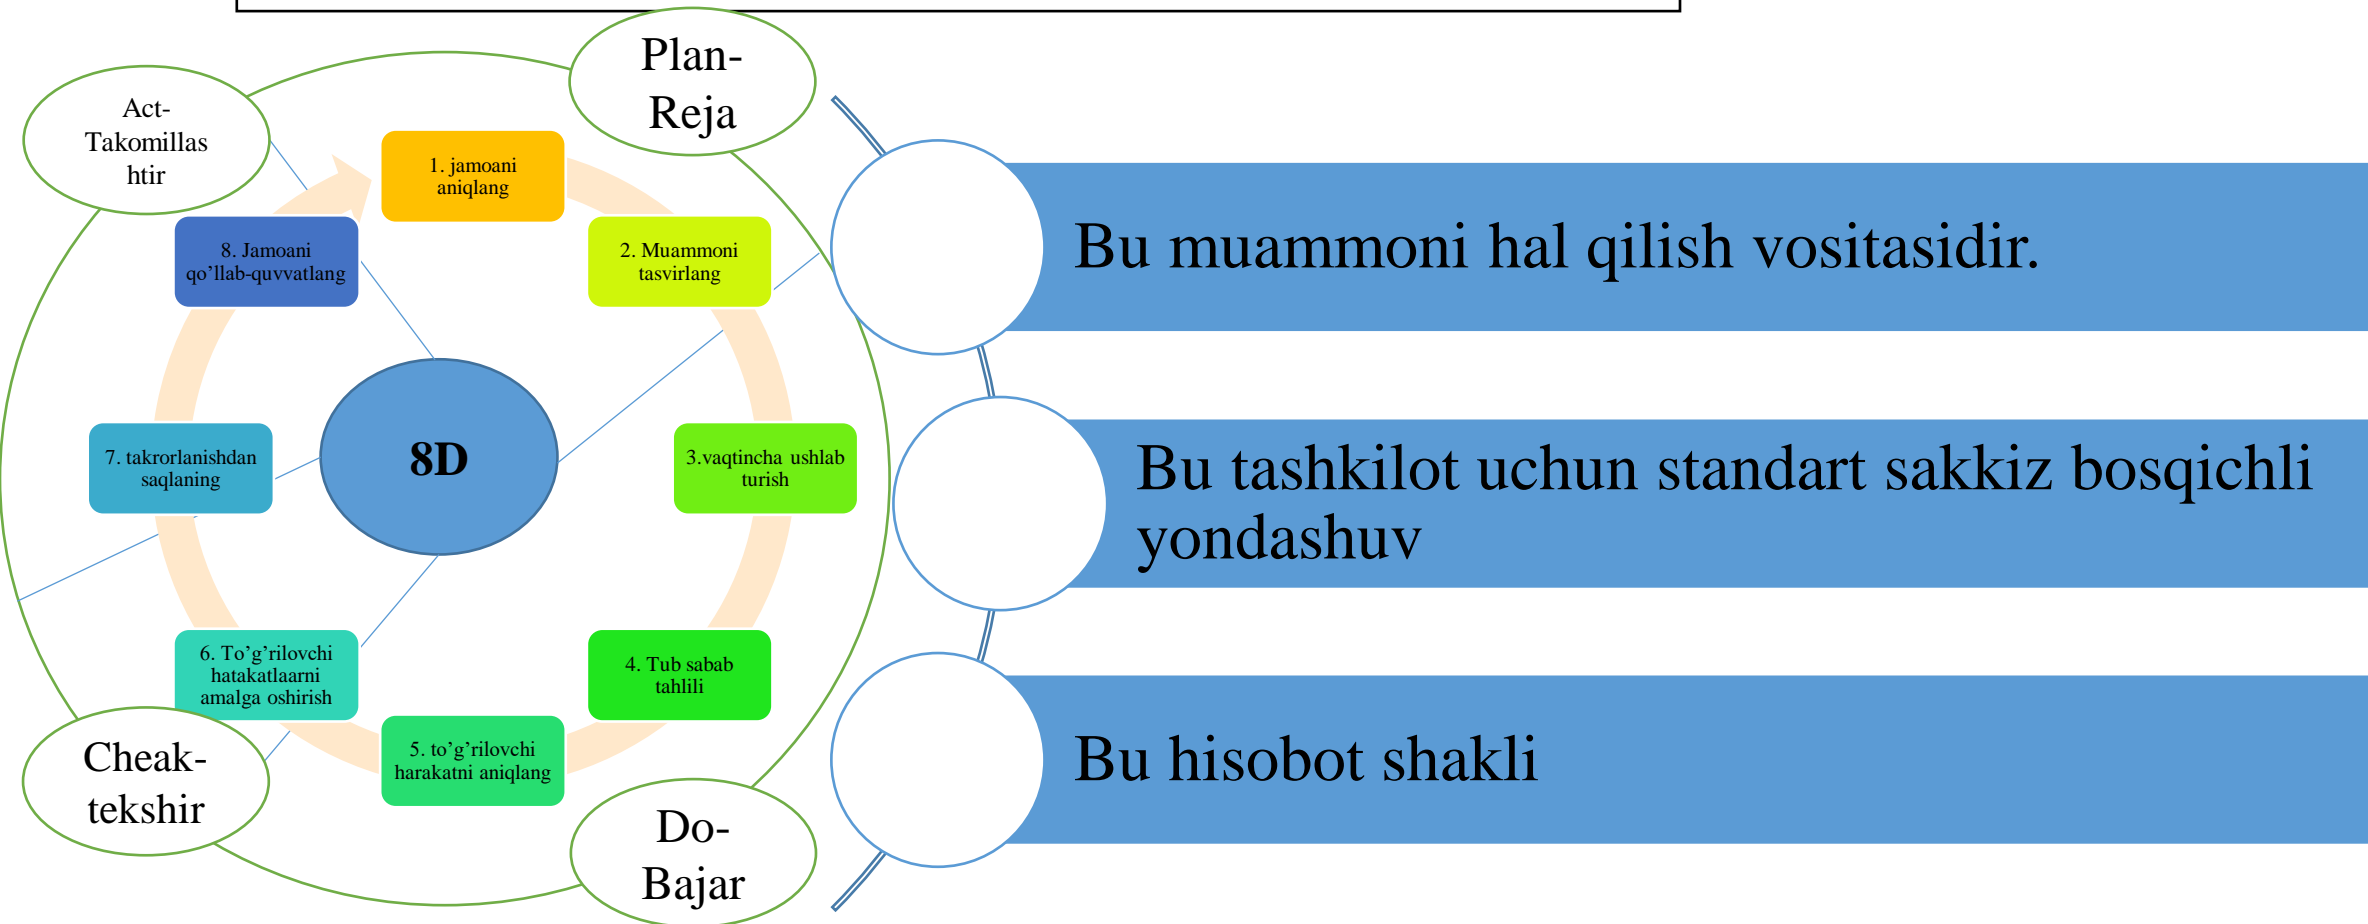 Plan-
Reja
Act-
Takomillas
htir
1. jamoani
aniqlang
2. Muammoni
tasvirlang
3.vaqtincha ushlab
turish
4. Tub sabab
tahlili
5. to’g’rilovchi
harakatni aniqlang
6. To’g’rilovchi
hatakatlaarni
amalga oshirish
7. takrorlanishdan
saqlaning
8. Jamoani
qo’llab-quvvatlang
8D
Cheak-
tekshir
Do-
Bajar
Bu muammoni hal qilish vositasidir.
Bu tashkilot uchun standart sakkiz bosqichli
yondashuv
Bu hisobot shakli